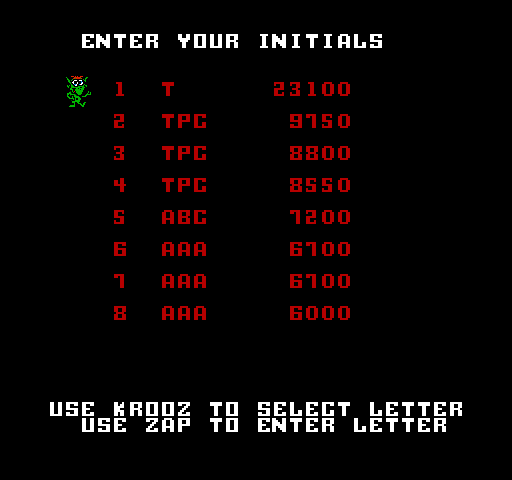 ENTER YOUR INITIALS
1 T 23100
2 TPC 9750
3 TPC 8800
4 TPC 8550
5 ABC 7200
6 AAA 6700
7 AAA 6700
8 AAA 6000
USE KROOZ TO SELECT LETTER
USE ZAP TO ENTER LETTER